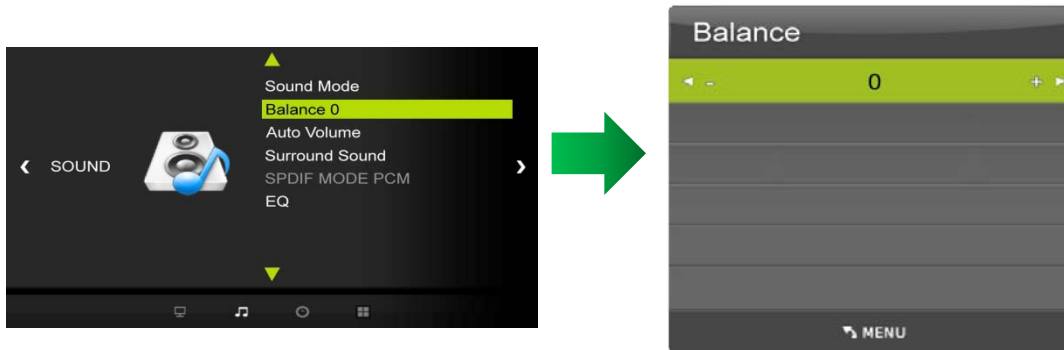 SOUND
Sound Mode
Balance 0
Auto Volume
Surround Sound
SPDIF MODE PCM
EQ
Balance
- 0 +
MENU